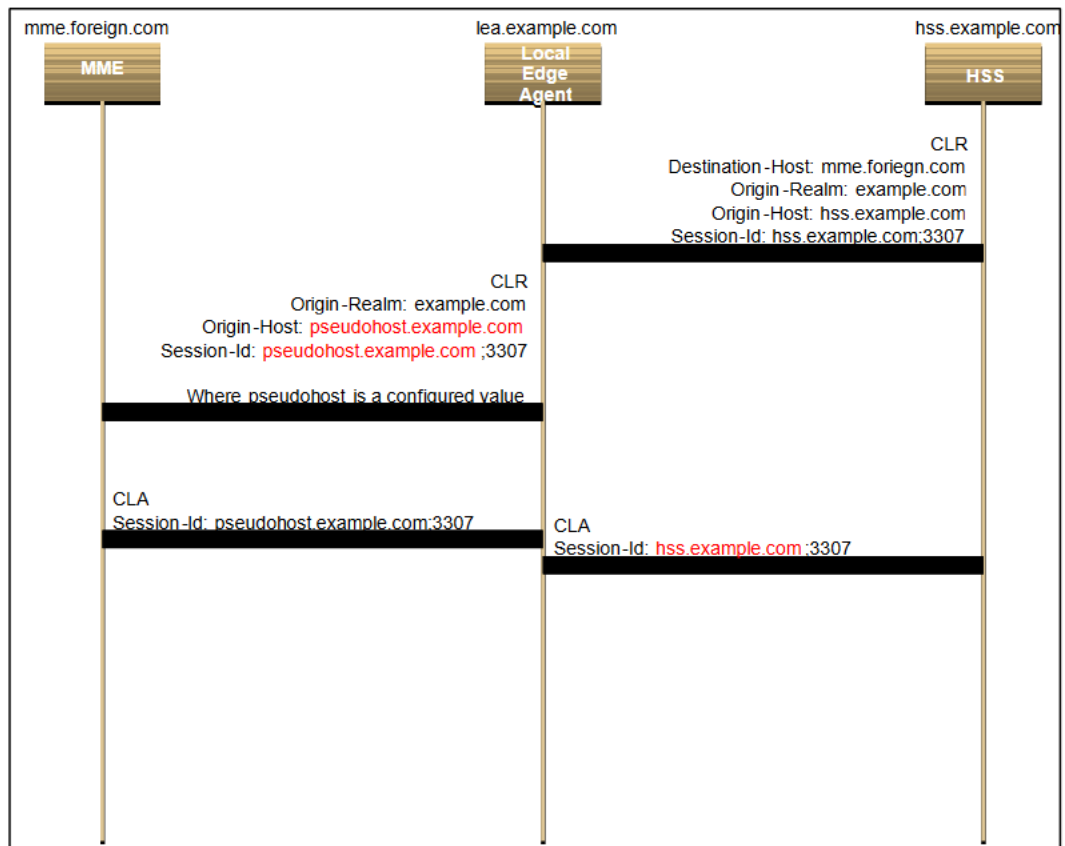 mme.foreign.com
lea.example.com
hss.example.com
MME
Local
Edge
Agent
HSS
CLR
Destination-Host: mme.foriegn.com
Origin-Realm: example.com
Origin-Host: hss.example.com
Session-Id: hss.example.com;3307
CLR
Origin-Realm: example.com
Origin-Host: pseudohost.example.com
Session-Id: pseudohost.example.com ;3307
Where pseudohost is a configured value
CLA
Session-Id: pseudohost.example.com;3307
CLA
Session-Id: hss.example.com ;3307